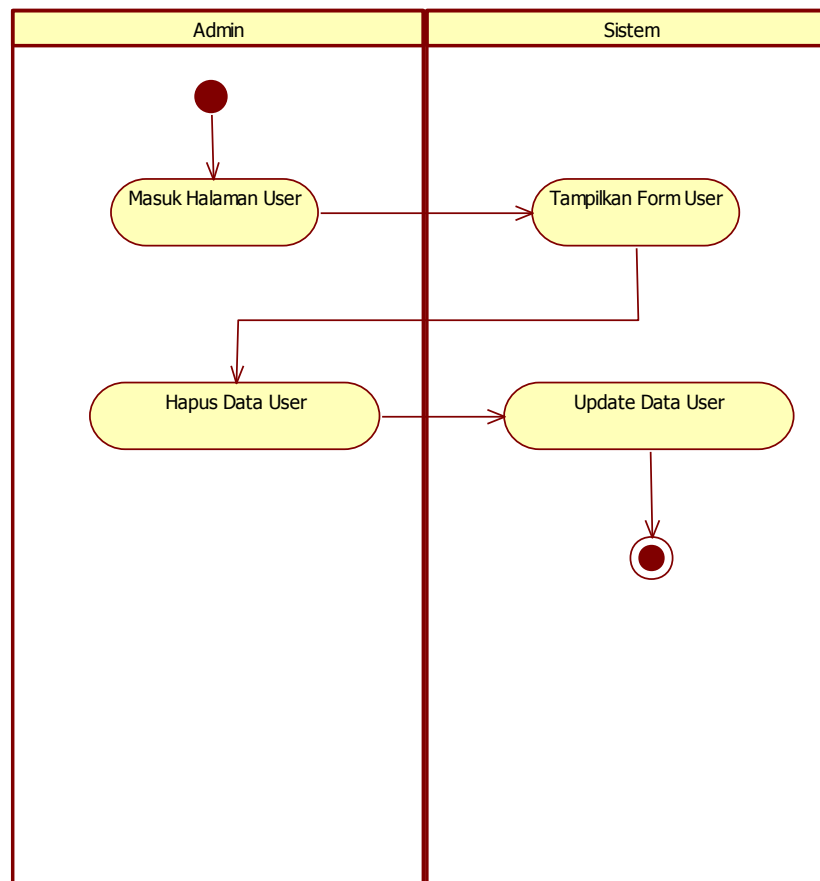 Admin
Sistem
Masuk Halaman User
Tampilkan Form User
Hapus Data User
Update Data User